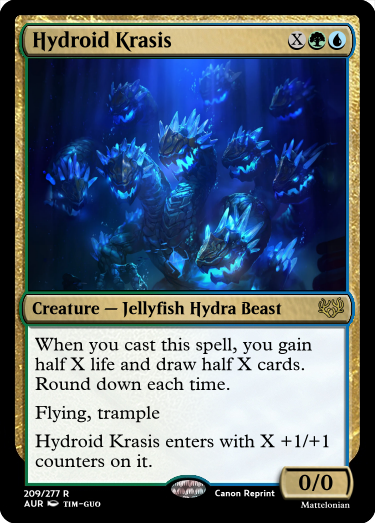 Hydroid Krasis X
Creature — Jellyfish Hydra Beast
When you cast this spell, you gain
half X life and draw half X cards.
Round down each time.
Flying, trample
Hydroid Krasis enters with X +1/+1
counters on it.
0/0
209/277 R Canon Reprint
AUR TIM-GUO Mattelonian